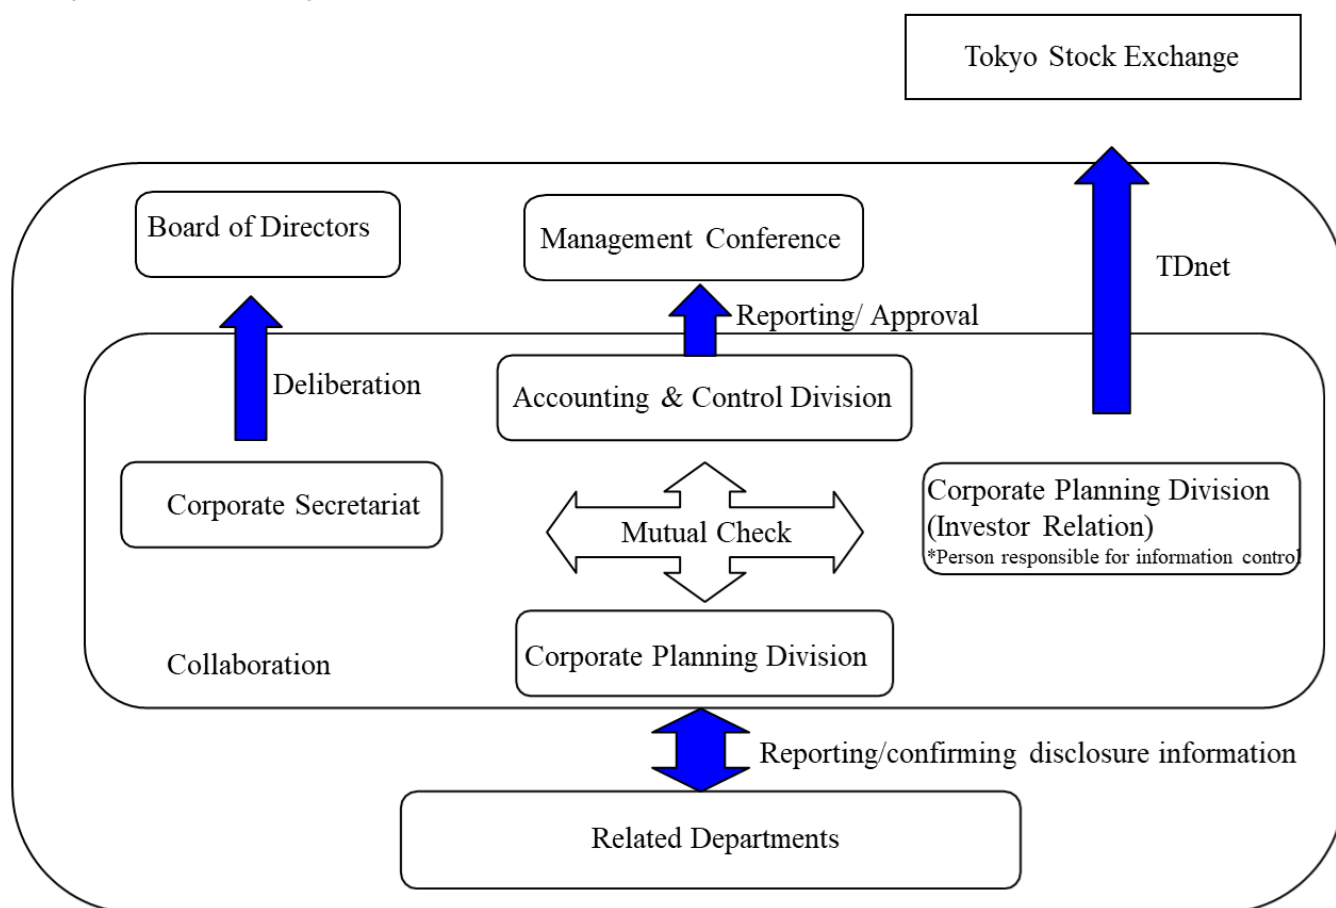 Tokyo Stock Exchange
Board of Directors
Management Conference
TDnet
Reporting/ Approval
Deliberation
Accounting & Control Division
Corporate Secretariat
Corporate Planning Division
(Investor Relation)
*Person responsible for information control
Mutual Check
Corporate Planning Division
Collaboration
Reporting/confirming disclosure information
Related Departments